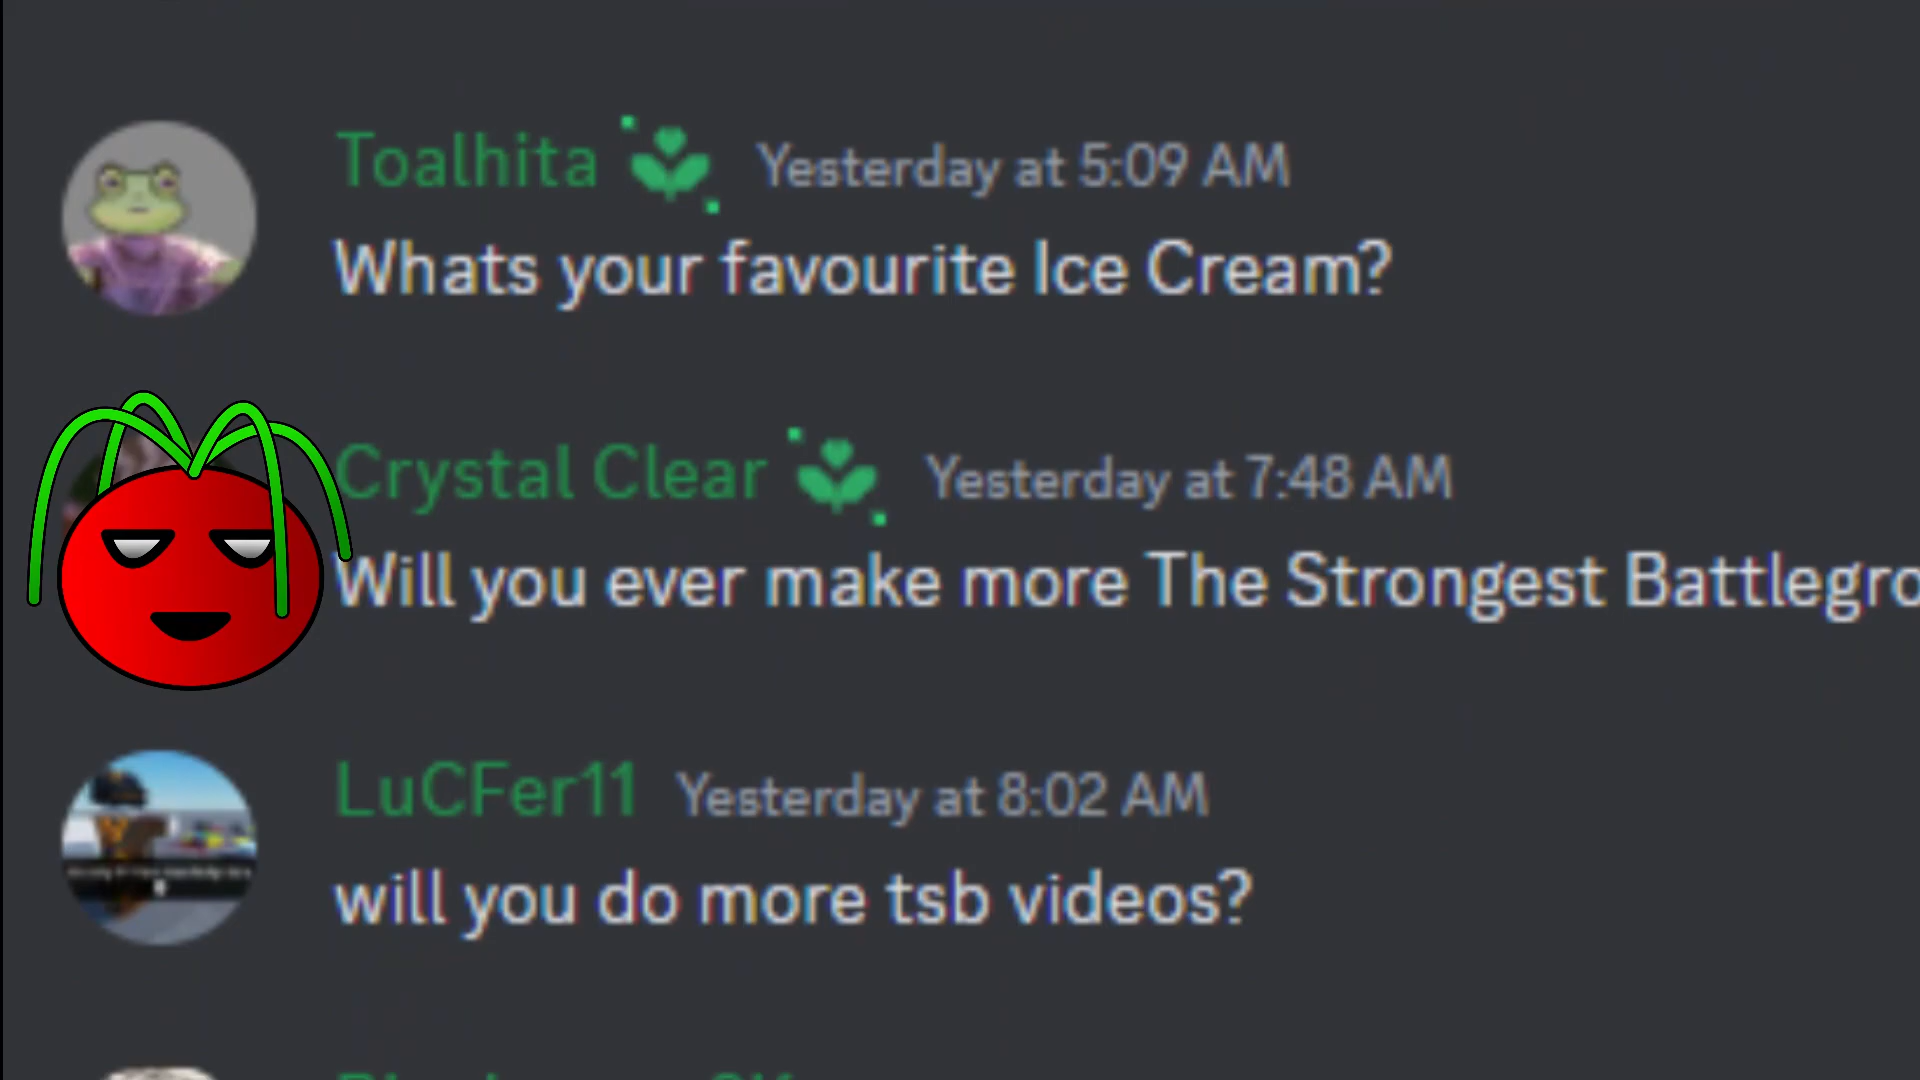 Toalhita Yesterday at 5:09 AM
Whats your favourite Ice Cream?
Crystal Clear Yesterday at 7:48 AM
Will you ever make more The Strongest Battlegro
LuCFer11 Yesterday at 8:02 AM
will you do more tsb videos?